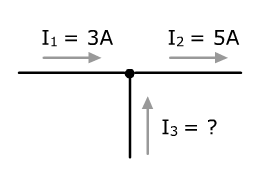 I₁ = 3A
I₂ = 5A
I₃ = ?